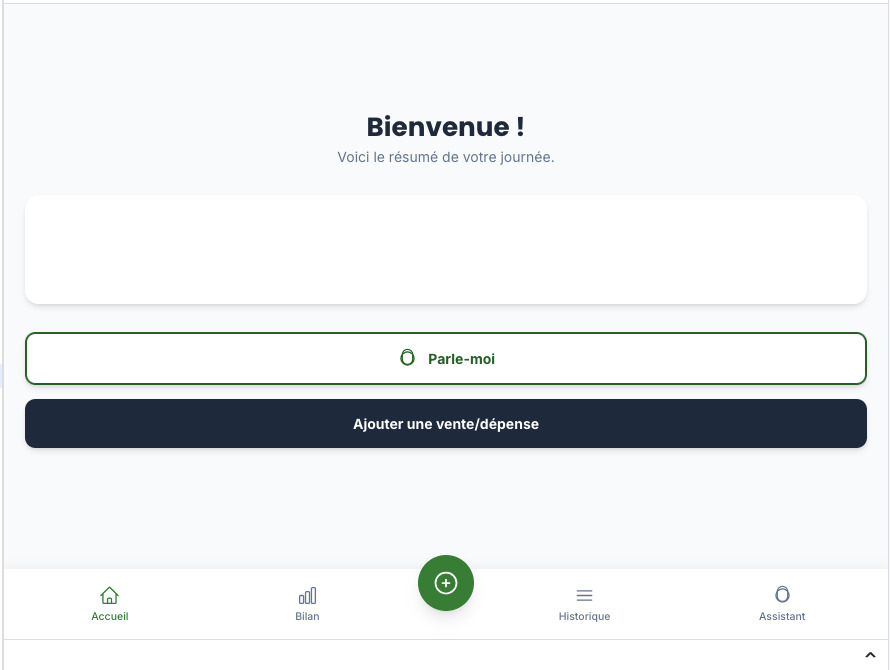 Bienvenue !
Voici le résumé de votre journée.
Parle-moi
Ajouter une vente/dépense
Accueil
Bilan
Historique
Assistant